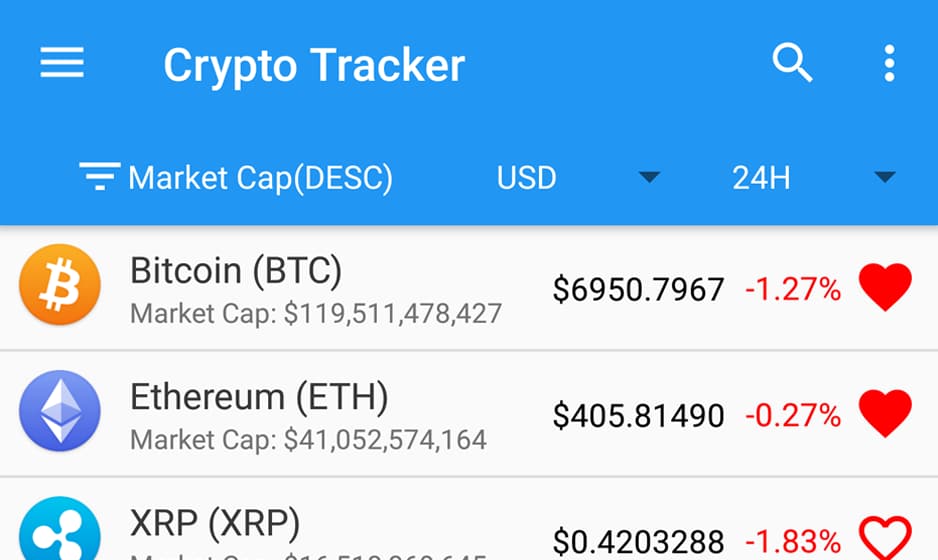 Crypto Tracker
Market Cap(DESC) USD 24H
Bitcoin (BTC)
Market Cap: $119,511,478,427
$6950.7967 -1.27%
Ethereum (ETH)
Market Cap: $41,052,574,164
$405.81490 -0.27%
XRP (XRP)
$0.4203288 -1.83%